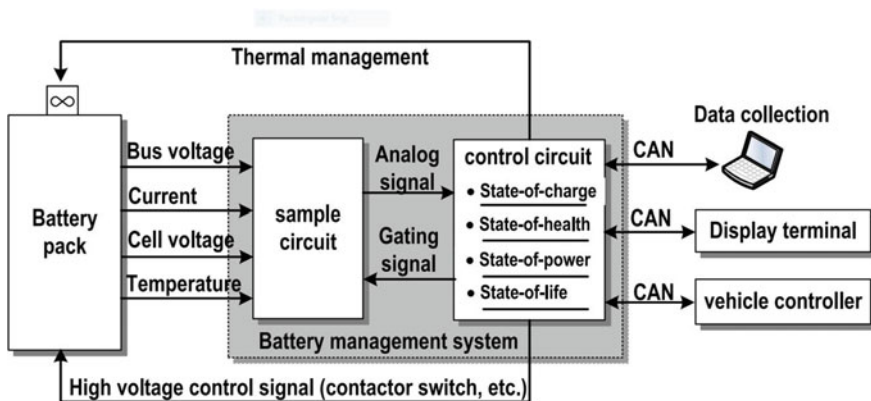 Thermal management
∞
Battery
pack
Bus voltage
Current
Cell voltage
Temperature
sample
circuit
Analog
signal
Gating
signal
control circuit
• State-of-charge
• State-of-health
• State-of-power
• State-of-life
Battery management system
CAN
Data collection
CAN
Display terminal
CAN
vehicle controller
High voltage control signal (contactor switch, etc.)